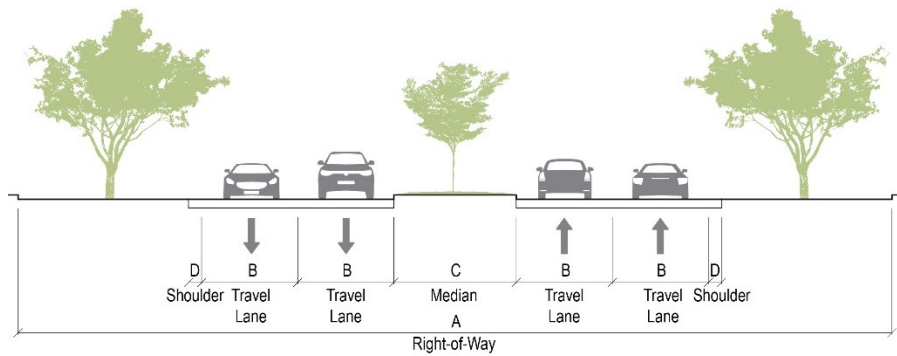 D B B C B B D
Shoulder Travel Travel Median Travel Travel Shoulder
Lane Lane Lane Lane
A
Right-of-Way